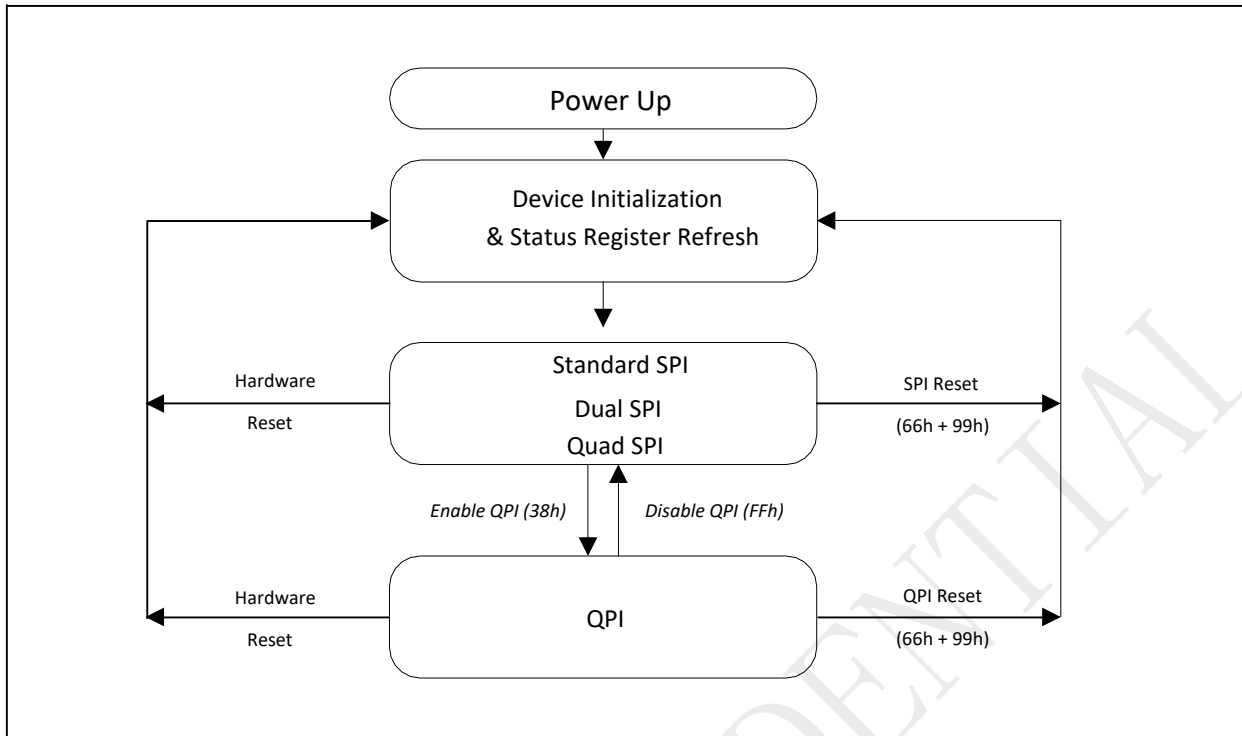 Power Up
Device Initialization
& Status Register Refresh
Standard SPI
Dual SPI
Quad SPI
Hardware
Reset
SPI Reset
(66h + 99h)
Enable QPI (38h)
Disable QPI (FFh)
QPI
Hardware
Reset
QPI Reset
(66h + 99h)
DENTIAI